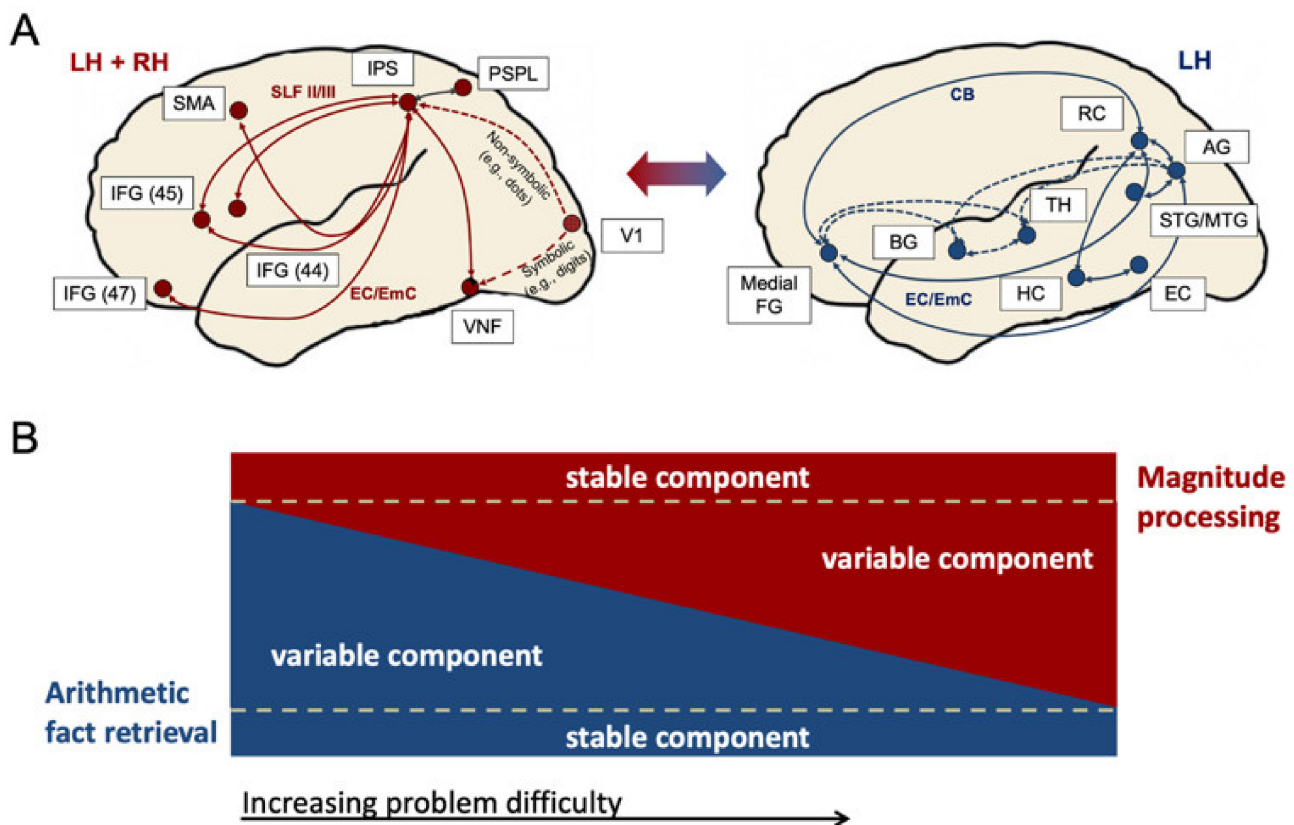 A
LH + RH
IPS
PSPL
SMA
SLF II/III
Non-symbolic
(e.g., dots)
IFG (45)
V1
IFG (44)
Symbolic
(e.g., digits)
IFG (47)
EC/EmC
VNF
LH
CB
RC
AG
TH
STG/MTG
BG
Medial
FG
EC/EmC
HC
EC
B
stable component
Magnitude
processing
variable component
variable component
Arithmetic
fact retrieval
stable component
Increasing problem difficulty